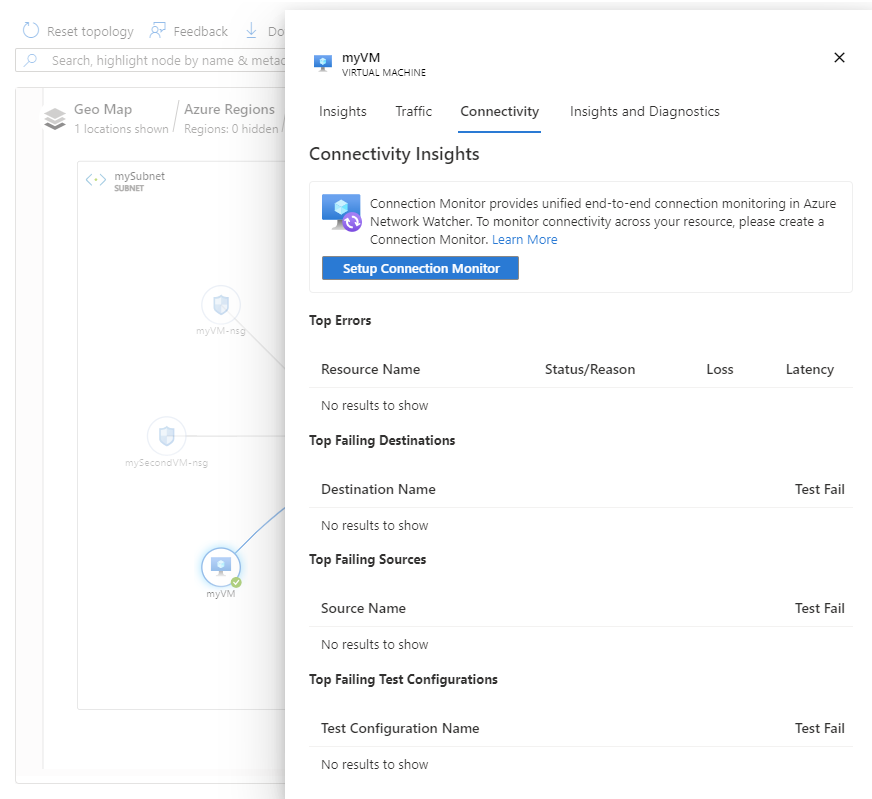 Reset topology
Feedback
Search, highlight node by name &
Geo Map
1 locations shown
Azure Regions
Regions: 0 hidden
mySubnet
SUBNET
myVM-nsg
mySecondVM-nsg
myVM
myVM
VIRTUAL MACHINE
Insights
Traffic
Connectivity
Insights and Diagnostics
Connectivity Insights
Connection Monitor provides unified end-to-end connection monitoring in Azure
Network Watcher. To monitor connectivity across your resource, please create a
Connection Monitor. Learn More
Setup Connection Monitor
Top Errors
Resource Name Status/Reason Loss Latency
No results to show
Top Failing Destinations
Destination Name Test Fail
No results to show
Top Failing Sources
Source Name Test Fail
No results to show
Top Failing Test Configurations
Test Configuration Name Test Fail
No results to show